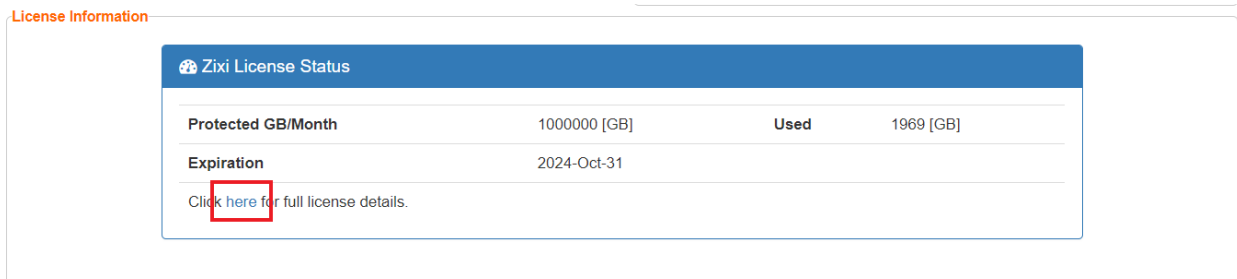 License Information
Zixi License Status
Protected GB/Month 1000000 [GB] Used 1969 [GB]
Expiration 2024-Oct-31
Click here for full license details.